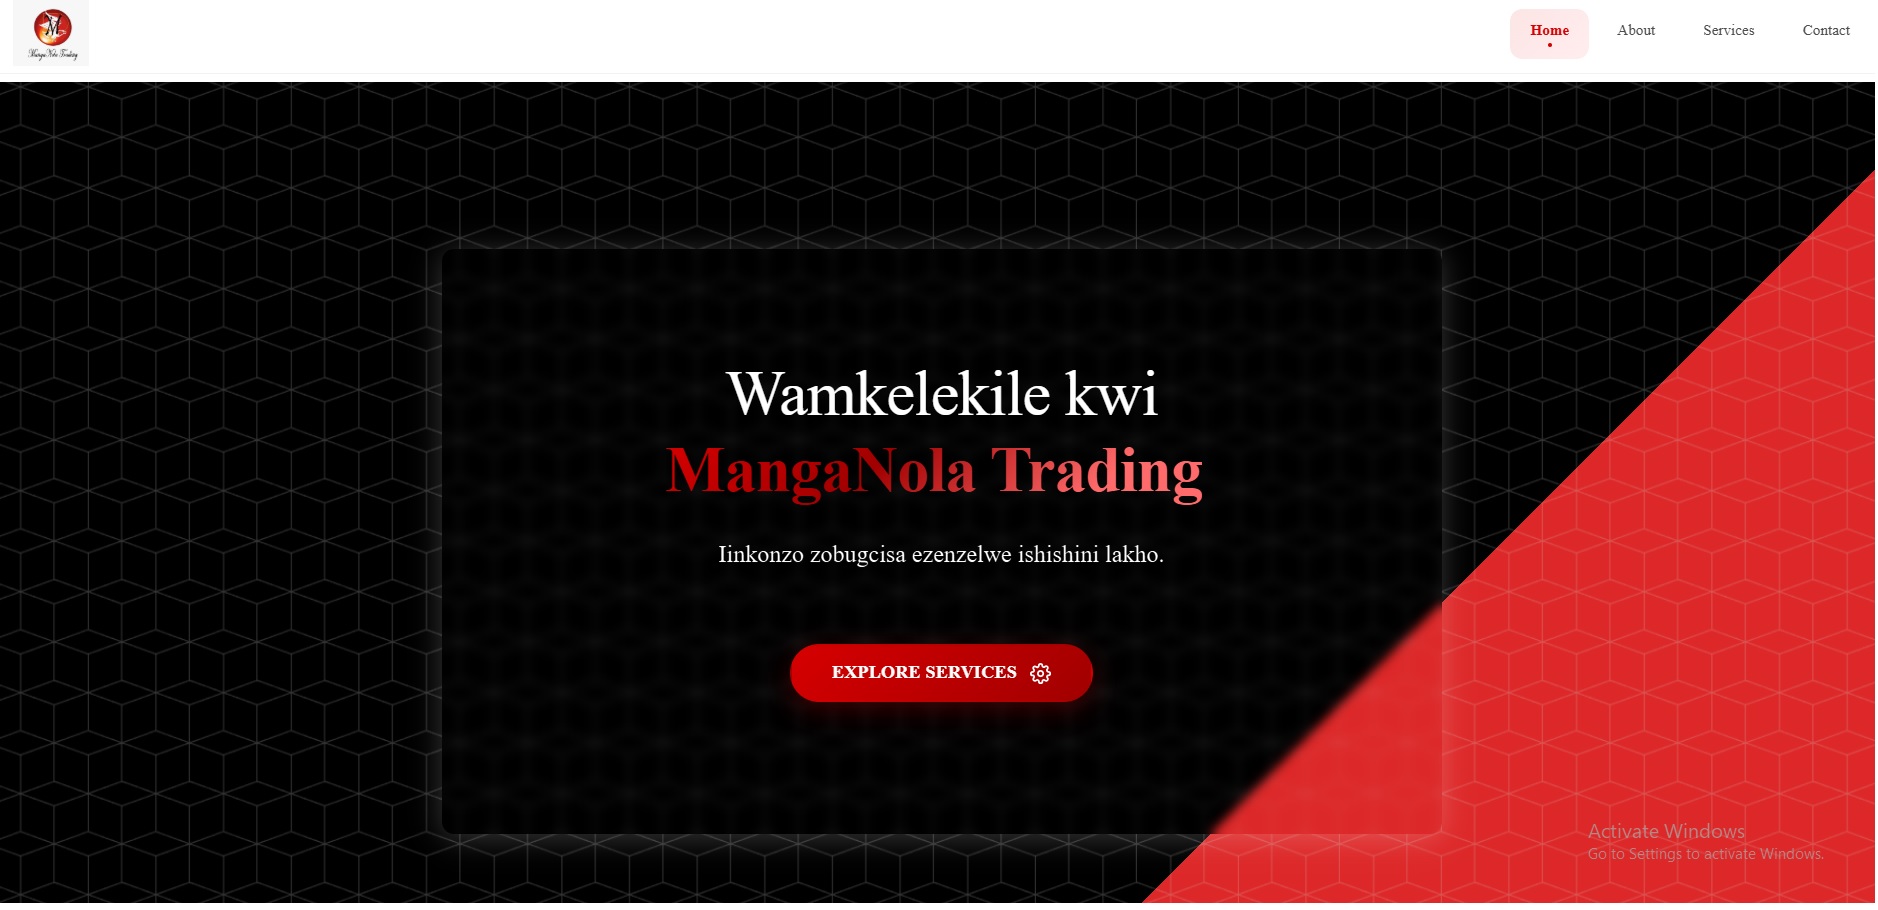 MangaNola Trading
Home
About
Services
Contact
Wamkelekile kwi
MangaNola Trading
Iinkonzo zobugcisa ezenzelwe ishishini lakho.
EXPLORE SERVICES
Activate Windows
Go to Settings to activate Windows.